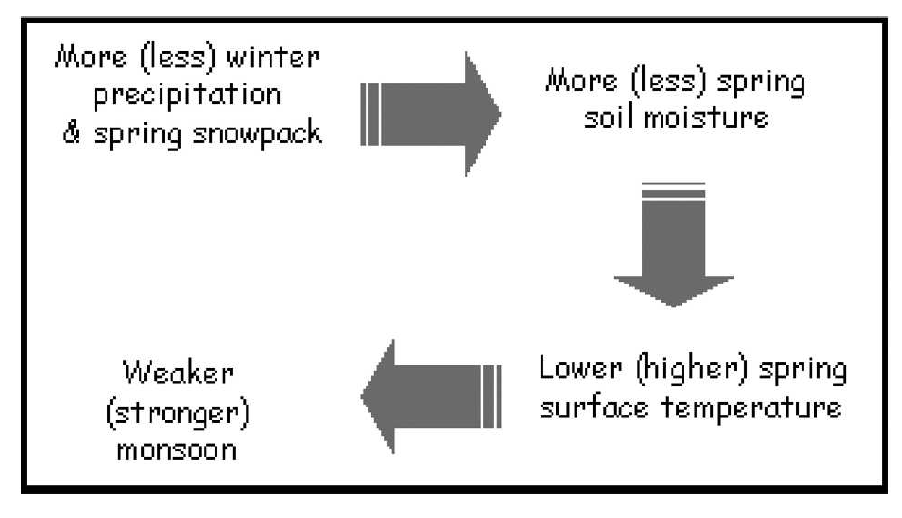 More (less) winter
precipitation
& spring snowpack
More (less) spring
soil moisture
Lower (higher) spring
surface temperature
Weaker
(stronger)
monsoon